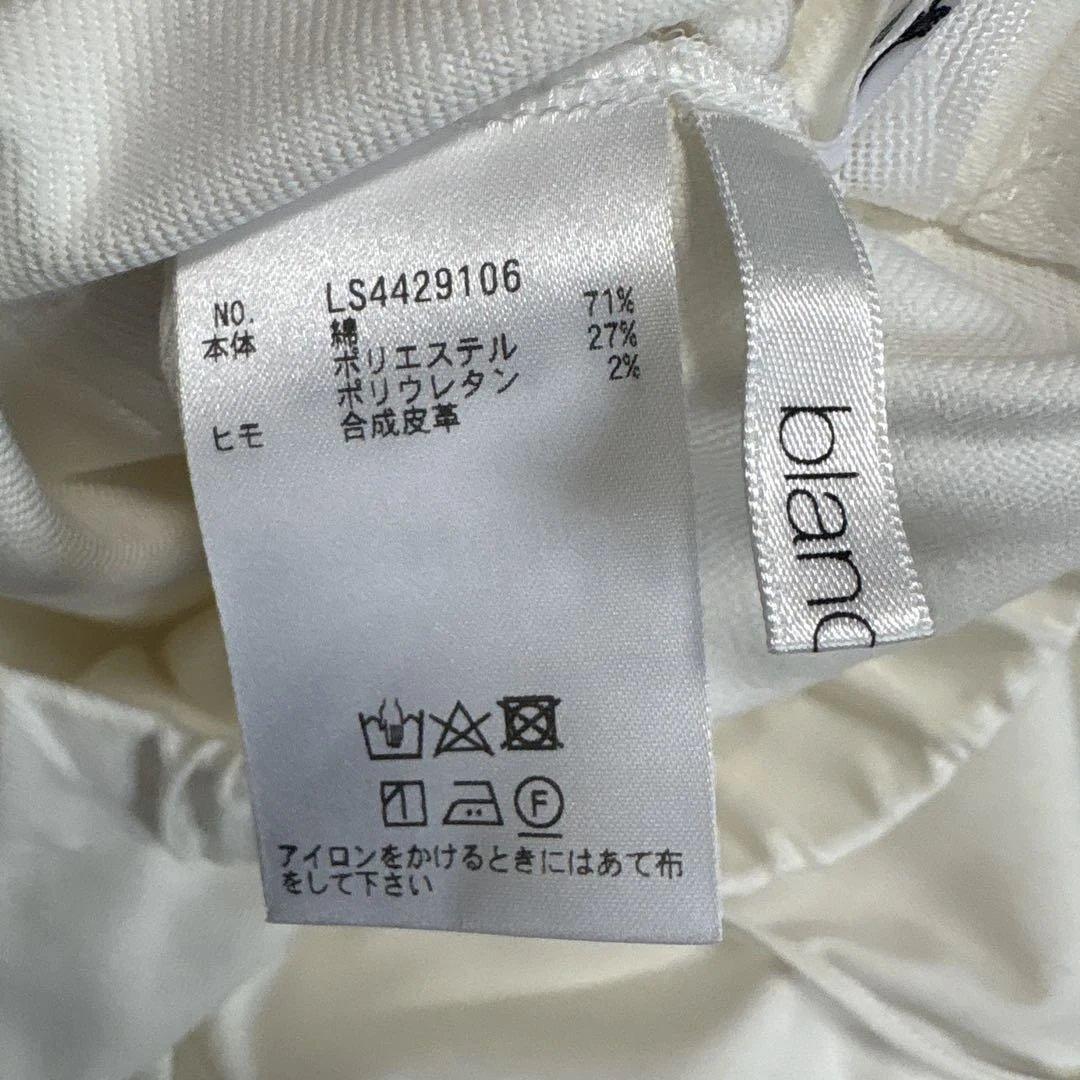 NO. LS4429106
本体 綿 71%
ポリエステル 27%
ポリウレタン 2%
ヒモ 合成皮革
F
アイロンをかけるときにはあて布
をして下さい
blanc